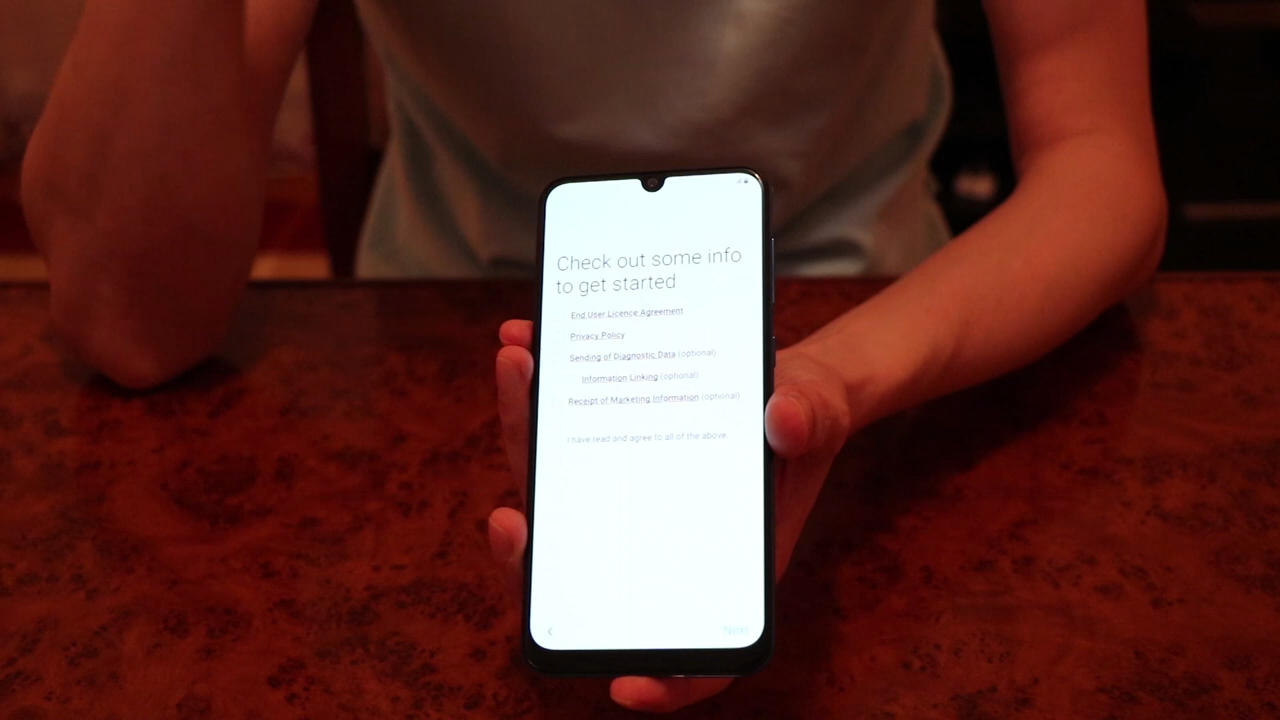 Check out some info
to get started
End User Licence Agreement
Privacy Policy
Sending of Diagnostic Data (optional)
Information Linking (optional)
Receipt of Marketing Information (optional)
I have read and agree to all of the above.
Next